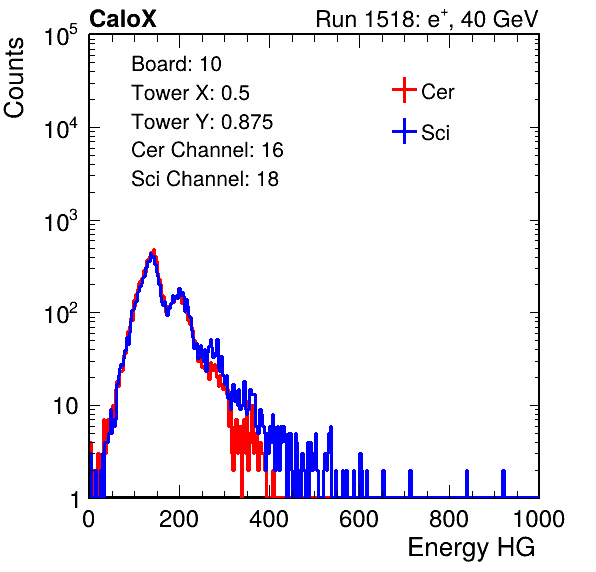 CaloX Run 1518: e⁺, 40 GeV
Counts
Board: 10
Tower X: 0.5
Tower Y: 0.875
Cer Channel: 16
Sci Channel: 18
Cer
Sci
10⁵
10⁴
10³
10²
10
1
0 200 400 600 800 1000
Energy HG